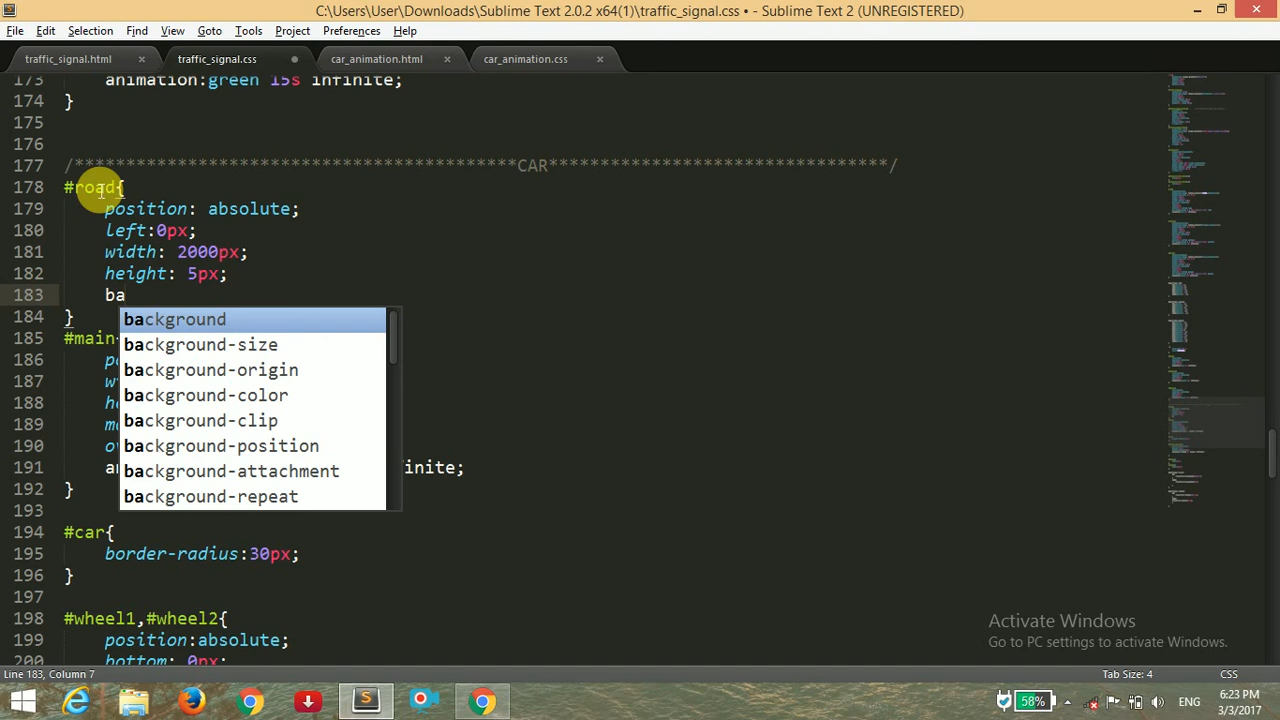 C:\Users\User\Downloads\Sublime Text 2.0.2 x64(1)\traffic_signal.css • - Sublime Text 2 (UNREGISTERED)
File Edit Selection Find View Goto Tools Project Preferences Help
traffic_signal.html traffic_signal.css car_animation.html car_animation.css
173 animation:green 15s infinite;
174 }
175
176
177 /*******************************************CAR*********************************/
178 #road{
179 position: absolute;
180 left:0px;
181 width: 2000px;
182 height: 5px;
183 ba
184 }
background
185 #main
background-size
186 po
background-origin
187 w
background-color
188 he
background-clip
189 m
background-position
190 ov
191 an finite;
background-attachment
192 }
background-repeat
193
194 #car{
195 border-radius:30px;
196 }
197
198 #wheel1,#wheel2{
199 position:absolute;
200 bottom: 0px;
Activate Windows
Go to PC settings to activate Windows.
Line 183, Column 7 Tab Size: 4 CSS
58% ENG 6:23 PM
3/3/2017